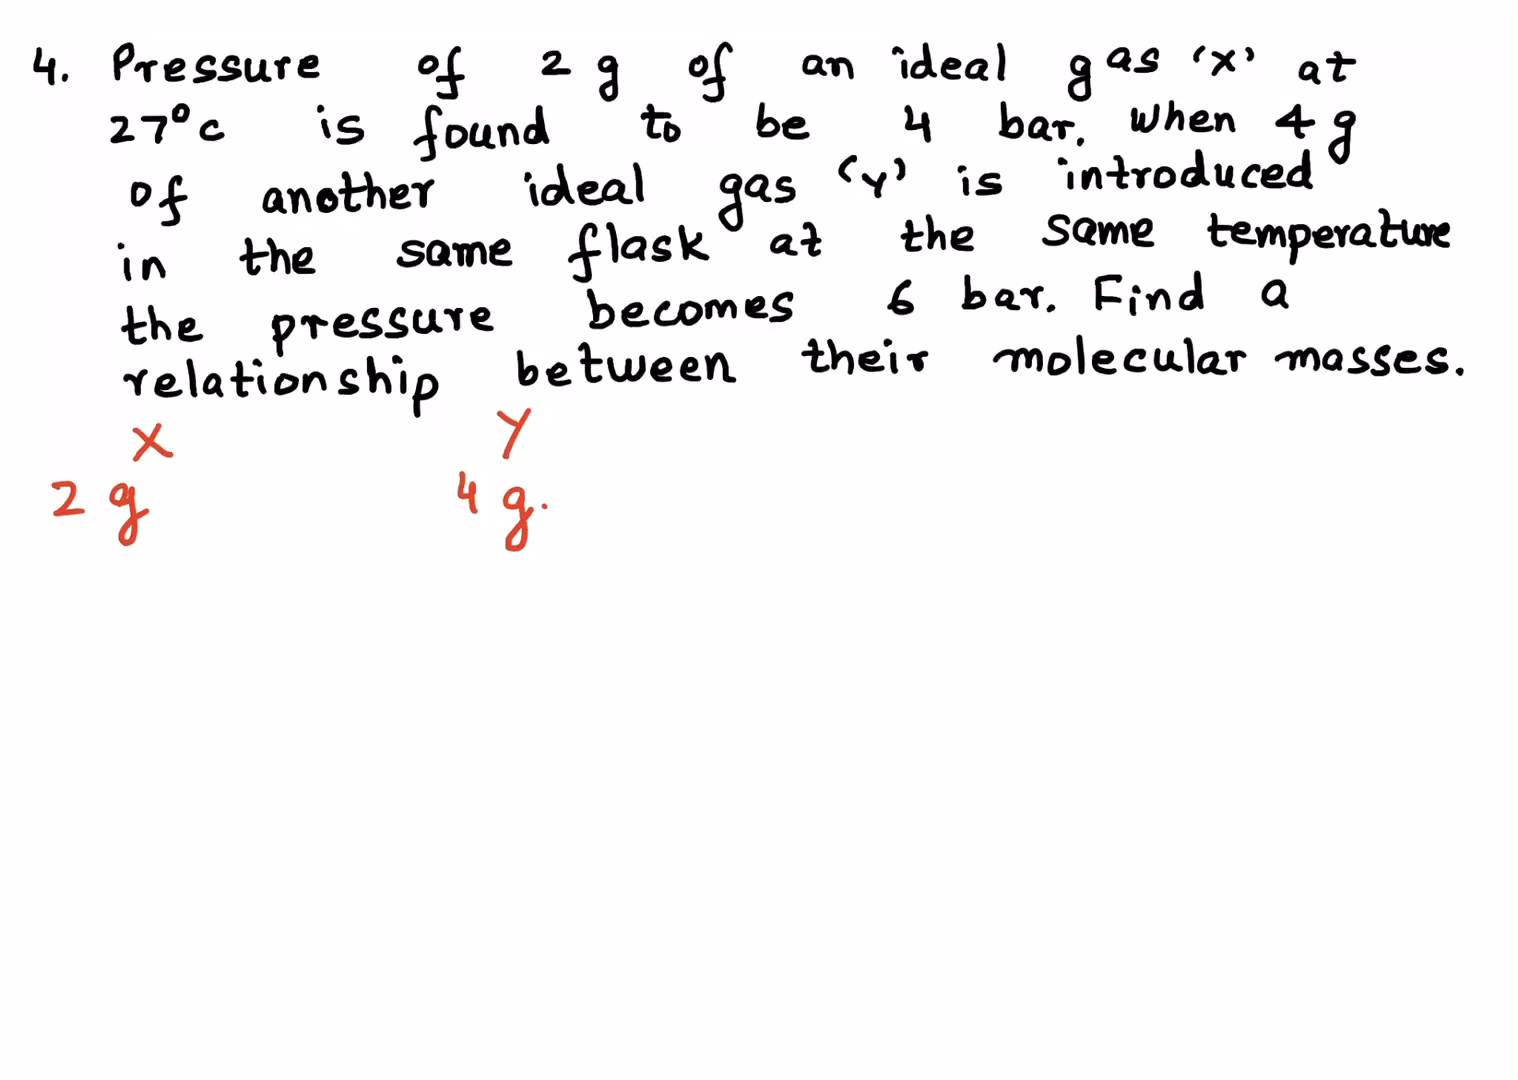 4. Pressure of 2 g of an ideal gas 'X' at
27°C is found to be 4 bar. When 4 g
of another ideal gas 'Y' is introduced
in the same flask at the same temperature
the pressure becomes 6 bar. Find a
relationship between their molecular masses.
X Y
2 g 4 g.